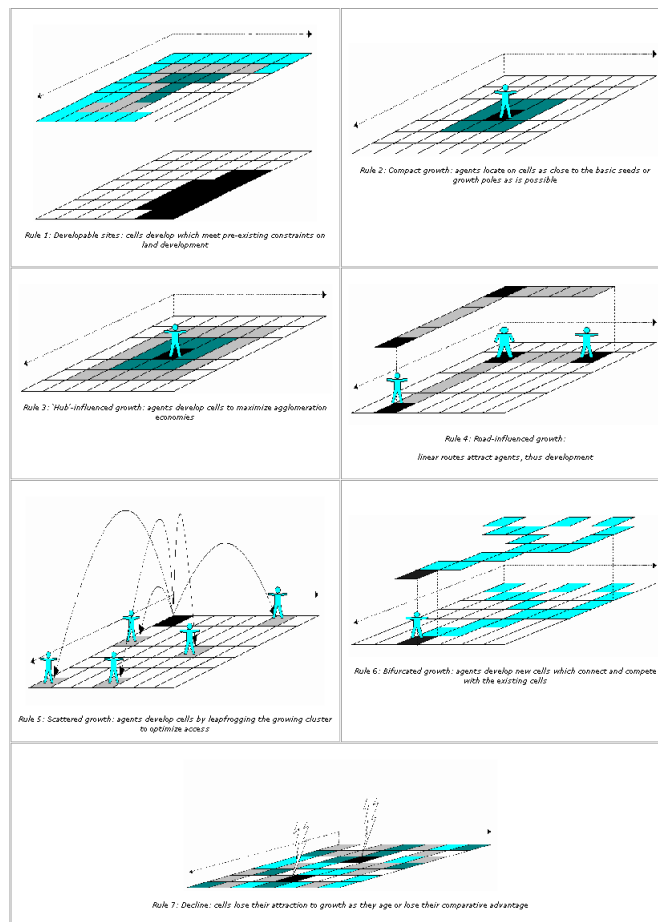 Rule 1: Developable sites: cells develop which meet pre-existing constraints on
land development
Rule 2: Compact growth: agents locate on cells as close to the basic seeds or
growth poles as is possible
Rule 3: 'Hub'-influenced growth: agents develop cells to maximize agglomeration
economies
Rule 4: Road-influenced growth:
linear routes attract agents, thus development
Rule 5: Scattered growth: agents develop cells by leapfrogging the growing cluster
to optimize access
Rule 6: Bifurcated growth: agents develop new cells which connect and compete
with the existing cells
Rule 7: Decline: cells lose their attraction to growth as they age or lose their comparative advantage